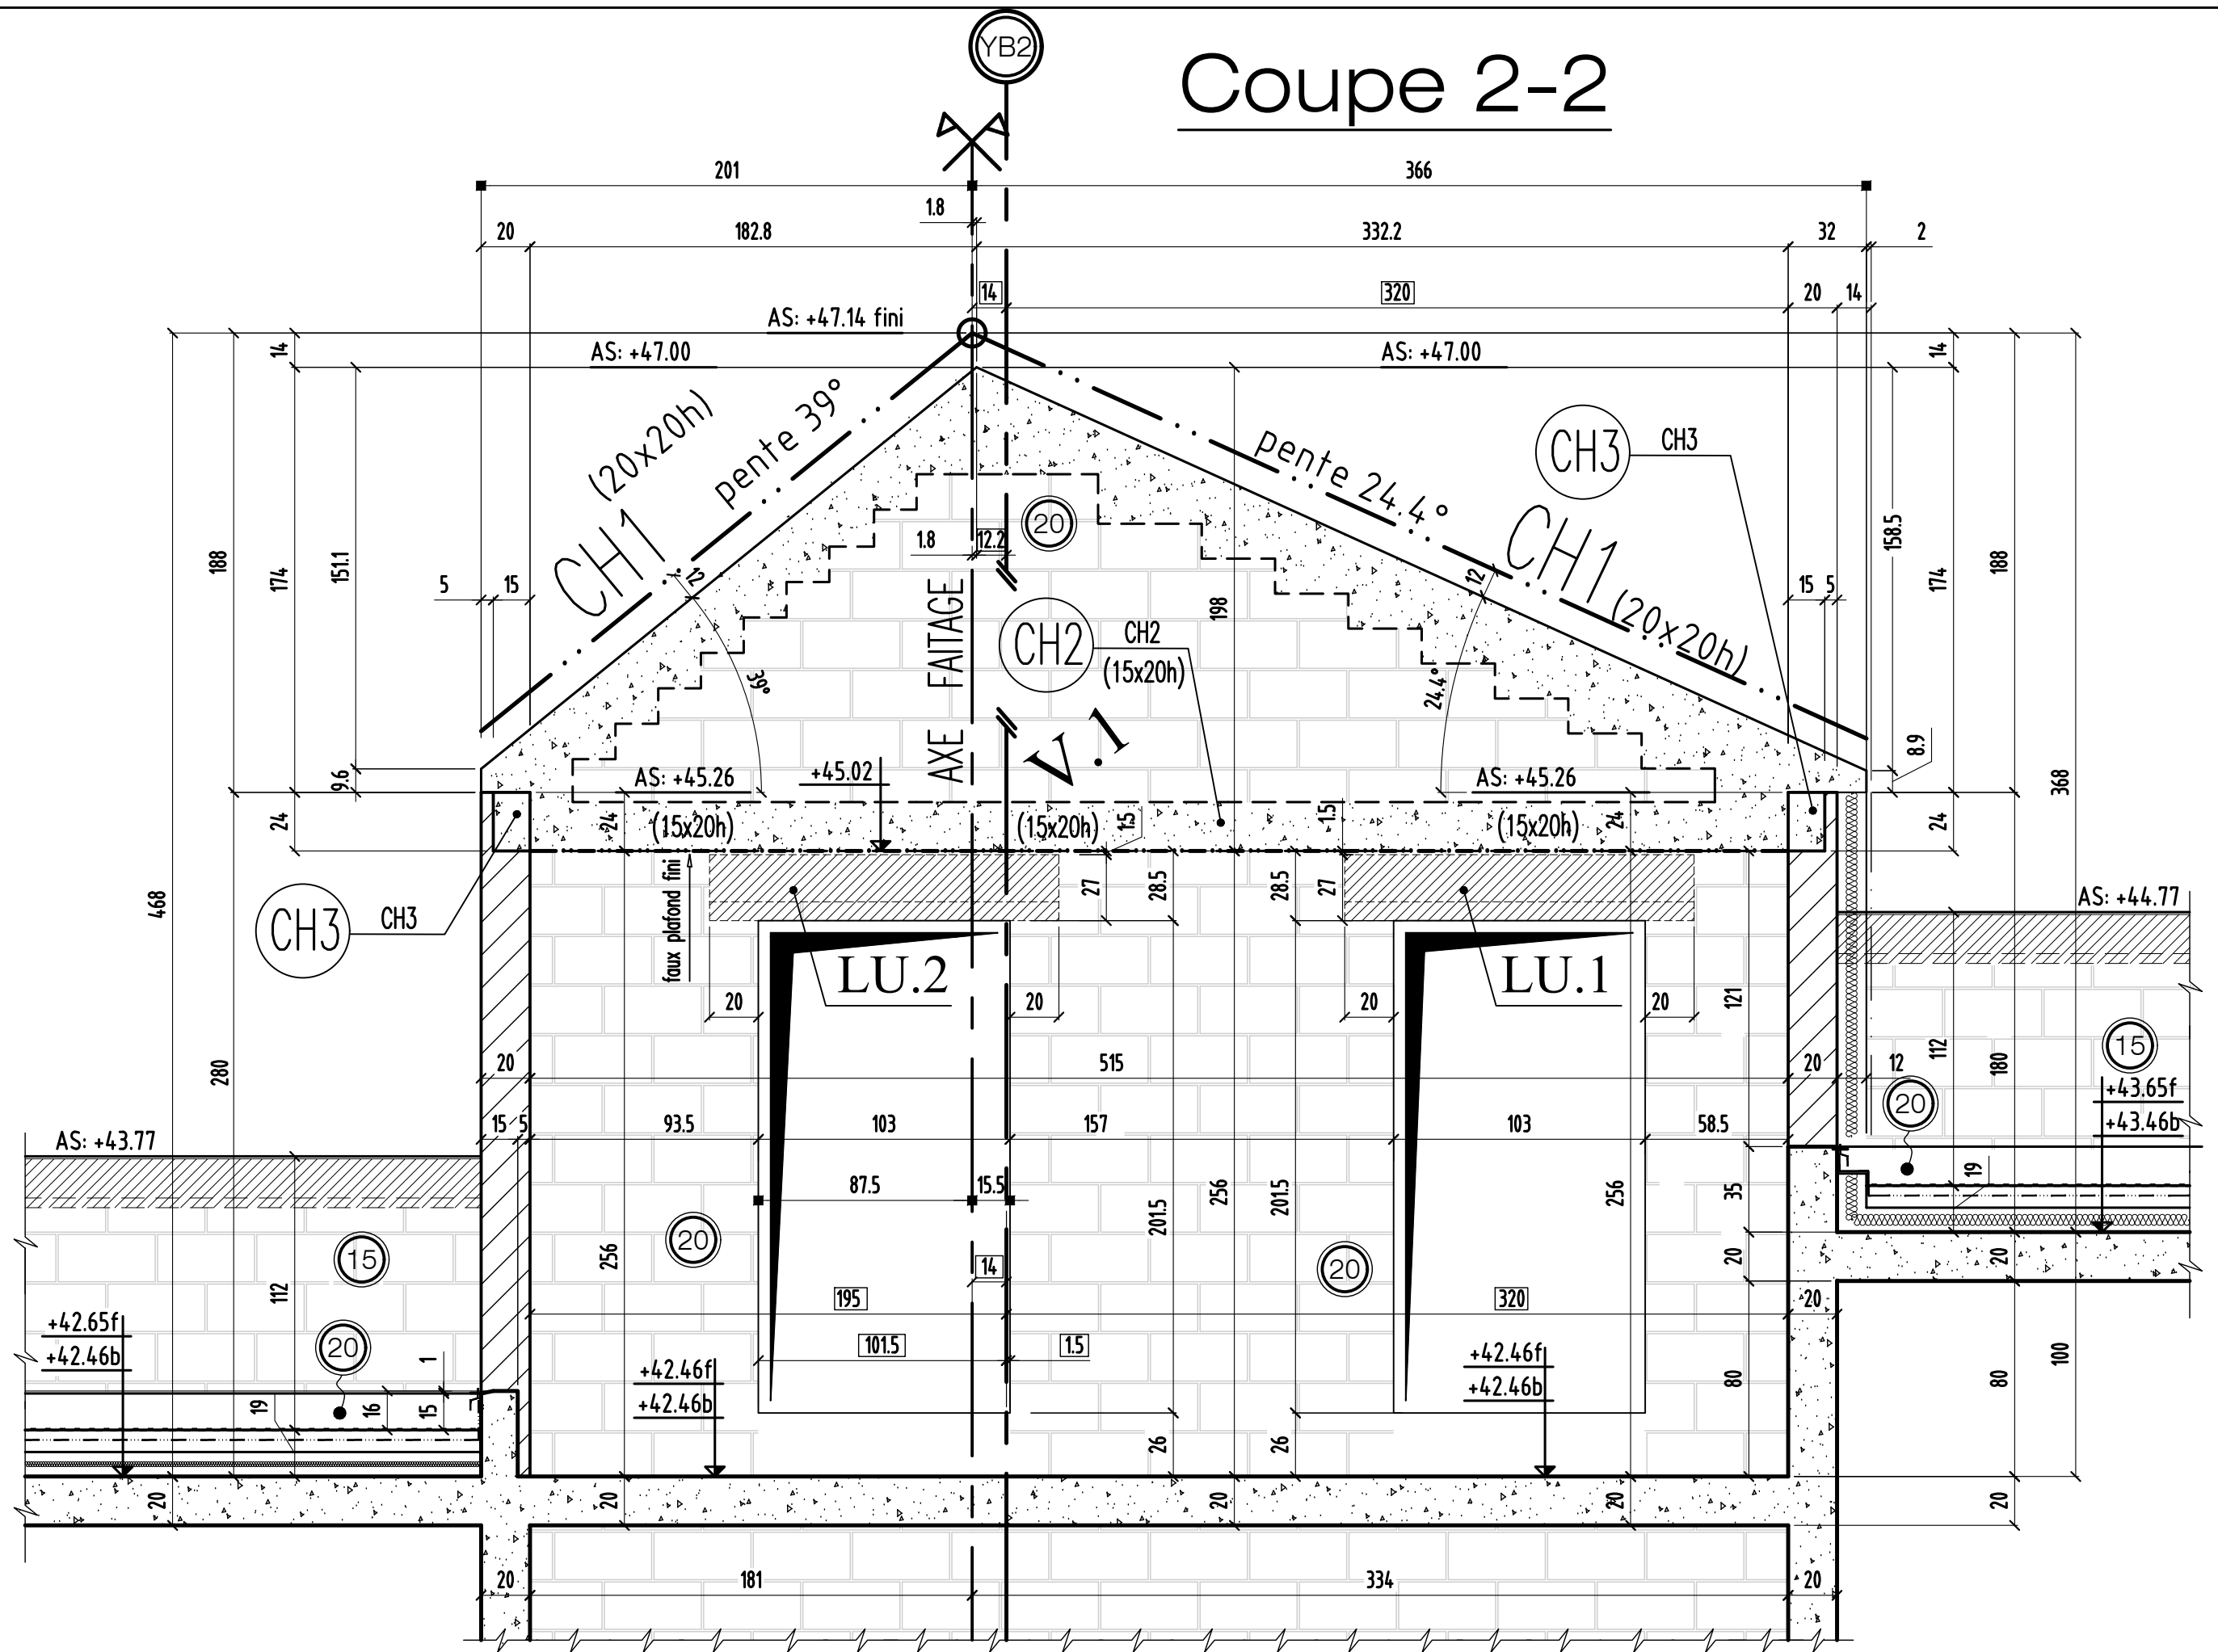 YB2
Coupe 2-2
201
366
1.8
20
182.8
332.2
32
2
14
320
20
14
AS: +47.14 fini
AS: +47.00
AS: +47.00
14
14
CH1
(20x20h)
pente 39°
pente 24.4°
CH1 (20x20h)
CH3
CH3
20
1.8
12.2
12
12
188
174
151.1
158.5
174
188
5
15
15
5
AXE FAITAGE
198
CH2
CH2
(15x20h)
V.1
39°
24.4°
8.9
368
9.6
AS: +45.26
+45.02
AS: +45.26
24
24
(15x20h)
(15x20h)
1.5
1.5
(15x20h)
24
24
faux plafond fini
27
28.5
28.5
27
468
CH3
CH3
AS: +44.77
LU.2
LU.1
20
20
20
20
121
112
180
15
280
20
515
20
12
20
+43.65f
+43.46b
15
5
93.5
103
157
103
58.5
AS: +43.77
19
87.5
15.5
35
256
201.5
256
201.5
256
20
20
15
14
20
20
20
112
195
320
20
+42.65f
+42.46b
20
101.5
1.5
100
1
+42.46f
+42.46b
+42.46f
+42.46b
80
80
19
16
15
26
26
20
20
20
20
20
20
181
334
20